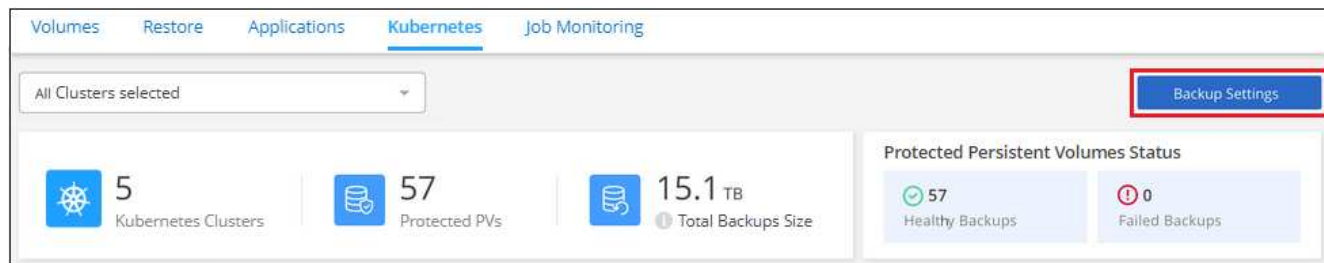 Volumes Restore Applications Kubernetes Job Monitoring
All Clusters selected
Backup Settings
5
Kubernetes Clusters
57
Protected PVs
15.1 TB
Total Backups Size
Protected Persistent Volumes Status
57
Healthy Backups
0
Failed Backups